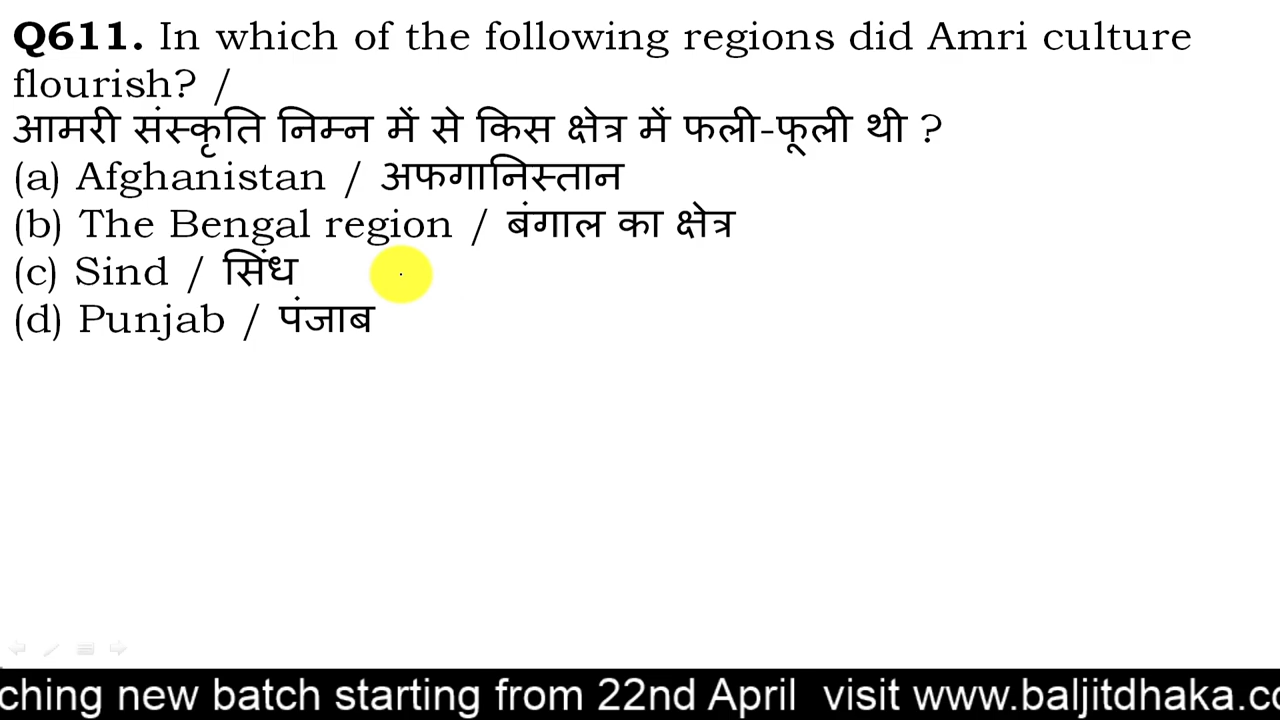 Q611. In which of the following regions did Amri culture
flourish? /
आमरी संस्कृति निम्न में से किस क्षेत्र में फली-फूली थी ?
(a) Afghanistan / अफगानिस्तान
(b) The Bengal region / बंगाल का क्षेत्र
(c) Sind / सिंध
(d) Punjab / पंजाब
ching new batch starting from 22nd April visit www.baljitdhaka.co